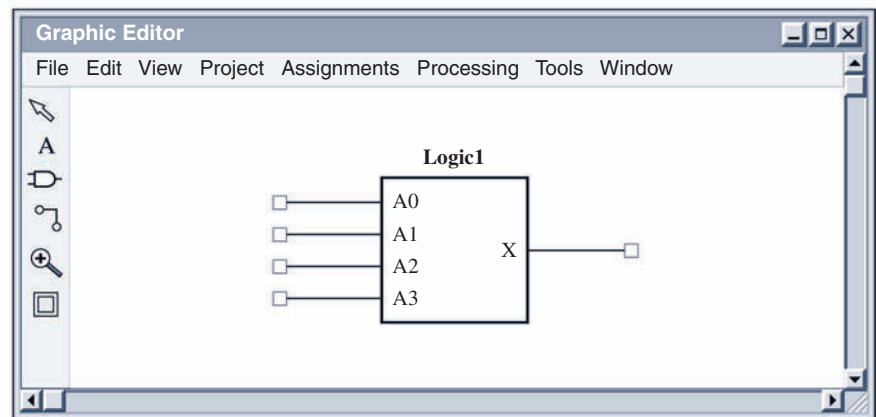 Graphic Editor
File Edit View Project Assignments Processing Tools Window
A
Logic1
A0
A1
X
A2
A3